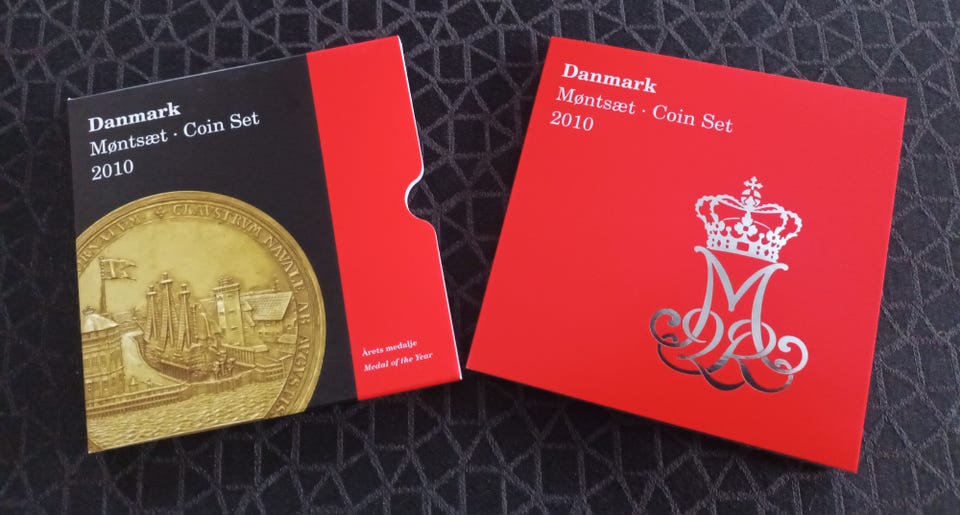 Danmark
Møntsæt · Coin Set
2010
CLAVSTRVM NAVALE
Årets medalje
Medal of the Year
Danmark
Møntsæt · Coin Set
2010